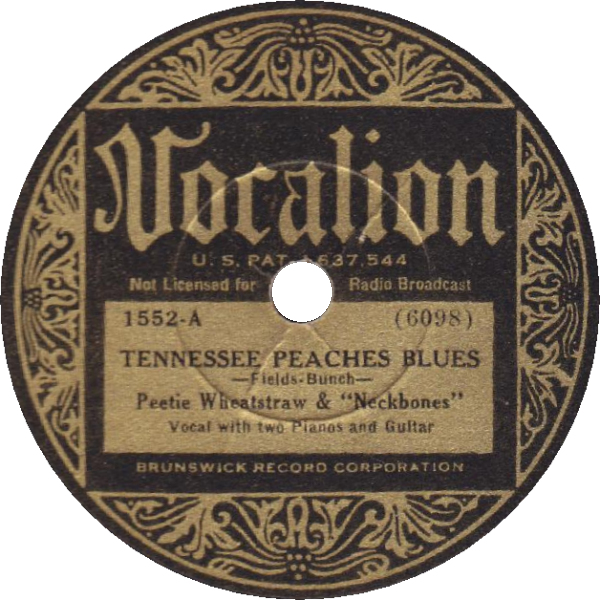 Vocalion
U. S. PAT. 1,637,544
Not Licensed for Radio Broadcast
1552-A (6098)
TENNESSEE PEACHES BLUES
—Fields-Bunch—
Peetie Wheatstraw & "Neckbones"
Vocal with two Pianos and Guitar
BRUNSWICK RECORD CORPORATION